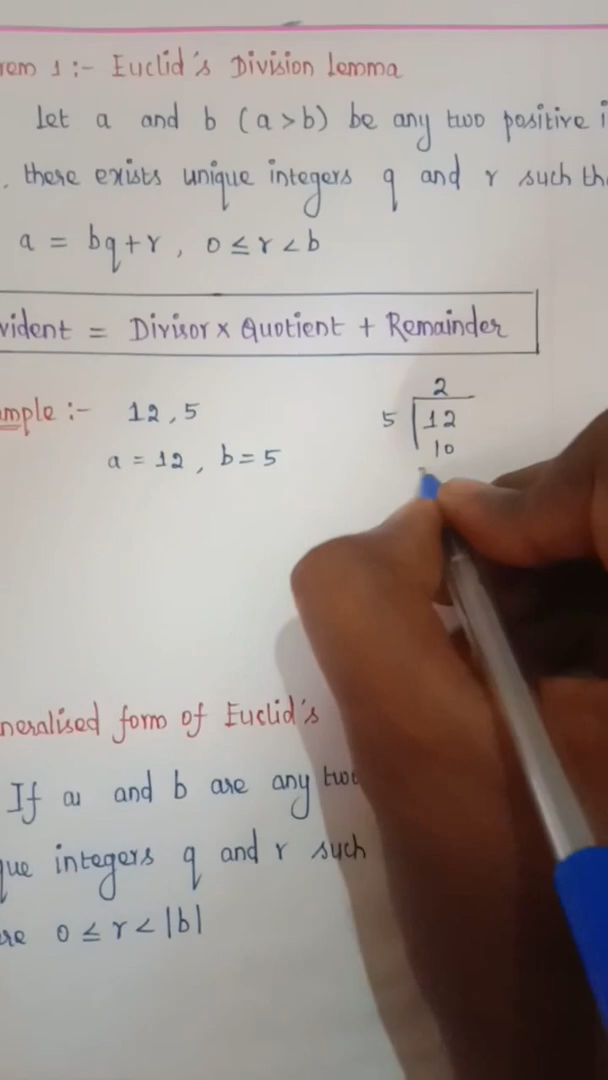 rem 1 :- Euclid's Division Lemma
Let a and b (a > b) be any two positive i
there exists unique integers q and r such tha
a = bq + r , 0 ≤ r < b
vident = Divisor x Quotient + Remainder
mple :- 12 , 5
a = 12 , b = 5
2
5 12
10
neralised form of Euclid's
If a and b are any two
que integers q and r such
re 0 ≤ r < |b|